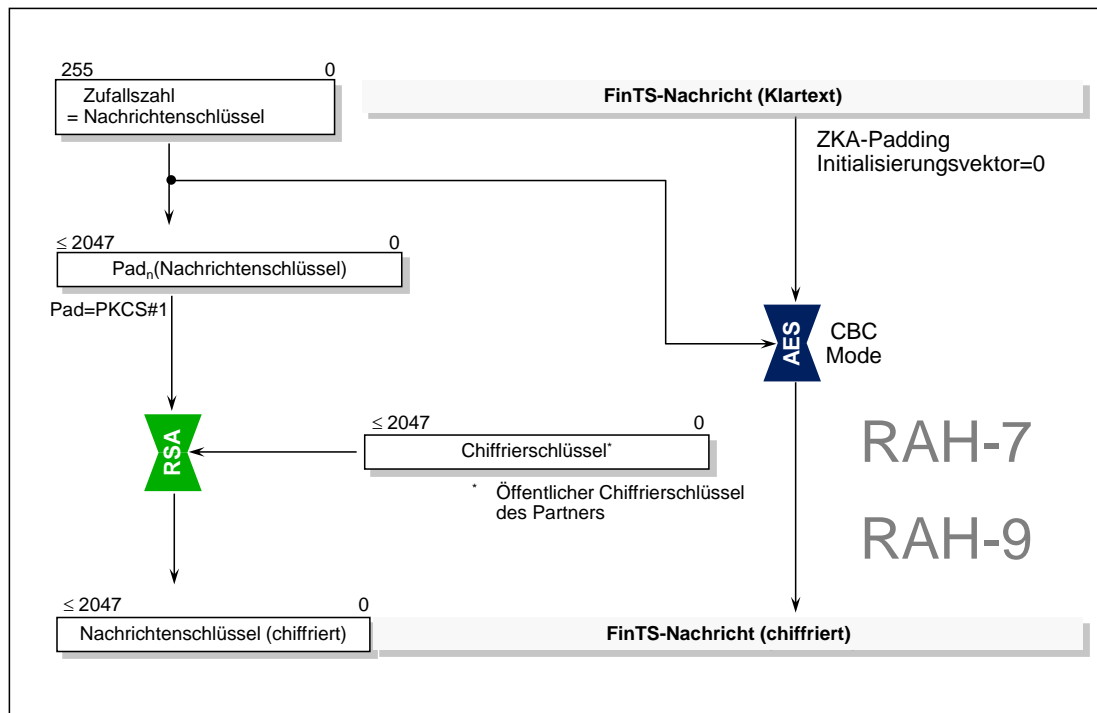 255 0
Zufallszahl
= Nachrichtenschlüssel
FinTS-Nachricht (Klartext)
ZKA-Padding
Initialisierungsvektor=0
≤ 2047 0
Padn(Nachrichtenschlüssel)
Pad=PKCS#1
AES
CBC
Mode
≤ 2047 0
Chiffrierschlüssel*
RSA
* Öffentlicher Chiffrierschlüssel
des Partners
RAH-7
RAH-9
≤ 2047 0
Nachrichtenschlüssel (chiffriert)
FinTS-Nachricht (chiffriert)